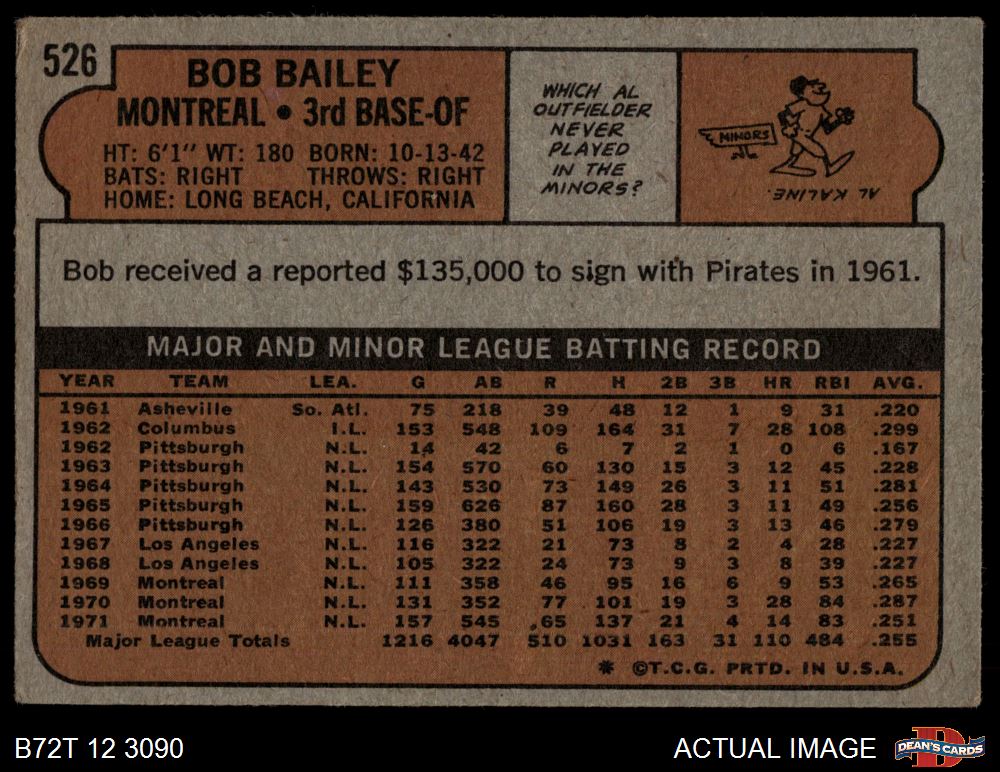 526
BOB BAILEY
MONTREAL • 3rd BASE-OF
HT: 6'1" WT: 180 BORN: 10-13-42
BATS: RIGHT THROWS: RIGHT
HOME: LONG BEACH, CALIFORNIA
WHICH AL
OUTFIELDER
NEVER
PLAYED
IN THE
MINORS?
MINORS
AL KALINE.
Bob received a reported $135,000 to sign with Pirates in 1961.
MAJOR AND MINOR LEAGUE BATTING RECORD
YEAR TEAM LEA. G AB R H 2B 3B HR RBI AVG.
1961 Asheville So. Atl. 75 218 39 48 12 1 9 31 .220
1962 Columbus I.L. 153 548 109 164 31 7 28 108 .299
1962 Pittsburgh N.L. 14 42 6 7 2 1 0 6 .167
1963 Pittsburgh N.L. 154 570 60 130 15 3 12 45 .228
1964 Pittsburgh N.L. 143 530 73 149 26 3 11 51 .281
1965 Pittsburgh N.L. 159 626 87 160 28 3 11 49 .256
1966 Pittsburgh N.L. 126 380 51 106 19 3 13 46 .279
1967 Los Angeles N.L. 116 322 21 73 8 2 4 28 .227
1968 Los Angeles N.L. 105 322 24 73 9 3 8 39 .227
1969 Montreal N.L. 111 358 46 95 16 6 9 53 .265
1970 Montreal N.L. 131 352 77 101 19 3 28 84 .287
1971 Montreal N.L. 157 545 65 137 21 4 14 83 .251
Major League Totals 1216 4047 510 1031 163 31 110 484 .255
* ©T.C.G. PRTD. IN U.S.A.
B72T 12 3090
ACTUAL IMAGE
DEAN'S CARDS